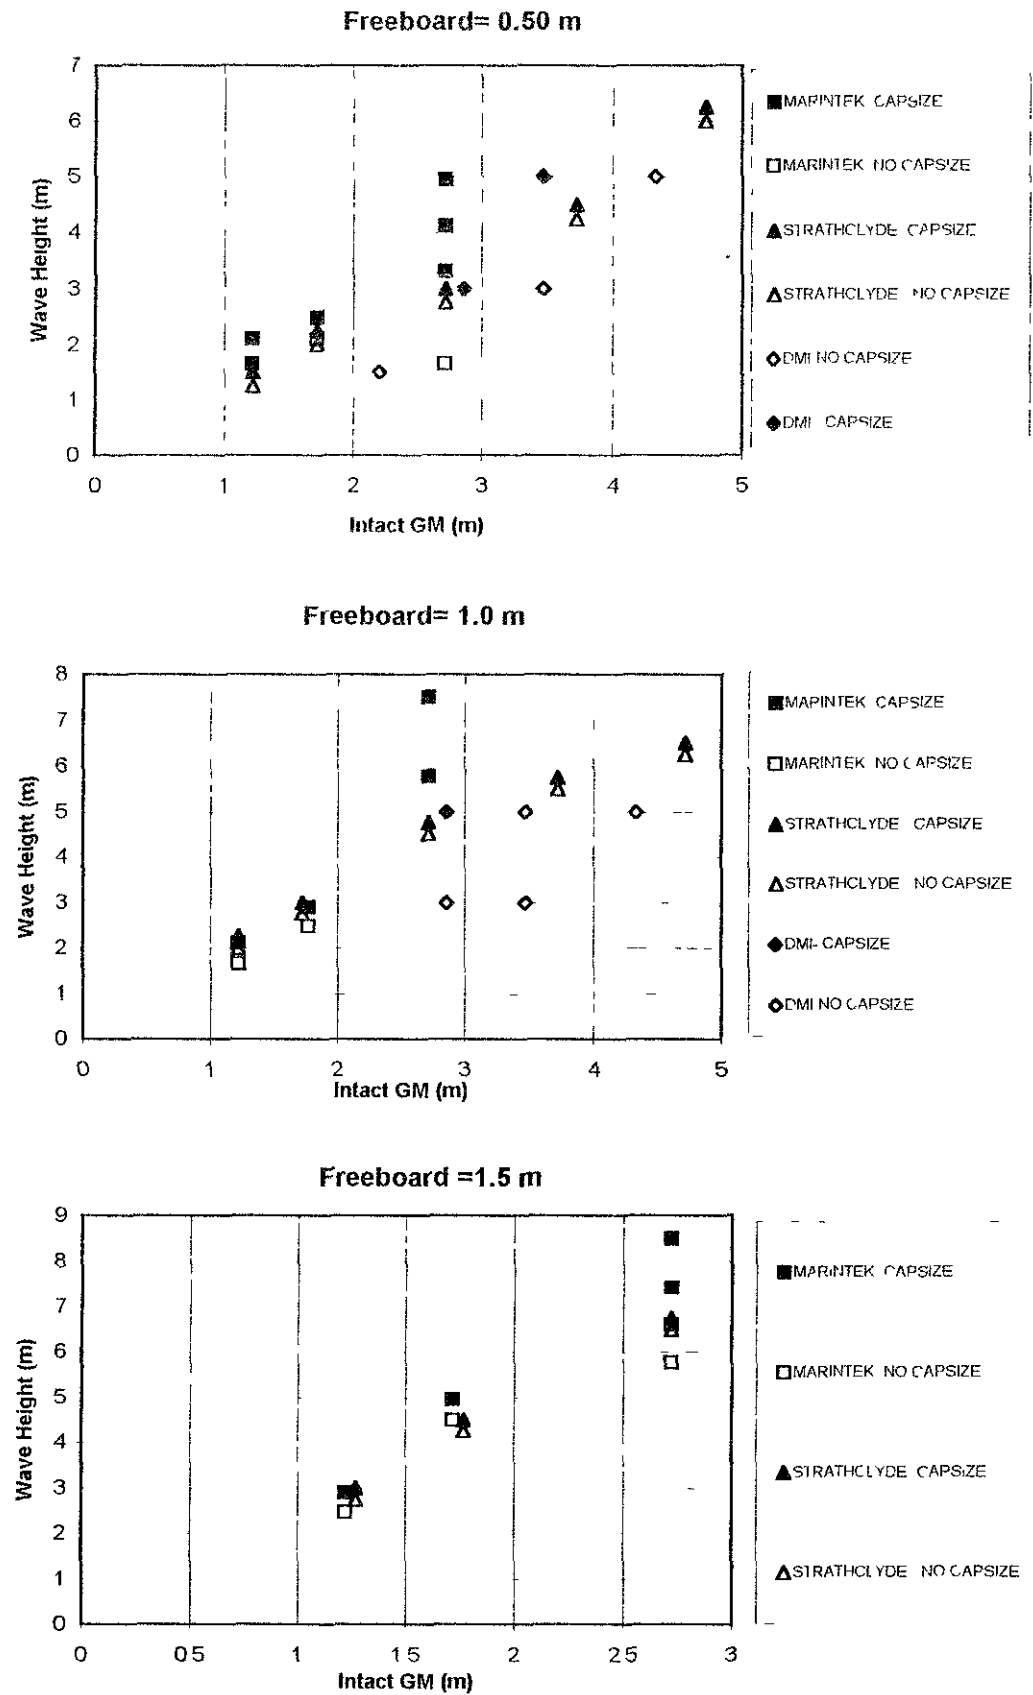 Freeboard= 0.50 m
7
6
5
4
3
2
1
0
Wave Height (m)
0 1 2 3 4 5
Intact GM (m)
MARINTEK CAPSIZE
MARINTEK NO CAPSIZE
STRATHCLYDE CAPSIZE
STRATHCLYDE NO CAPSIZE
DMI NO CAPSIZE
DMI CAPSIZE
Freeboard= 1.0 m
8
7
6
5
4
3
2
1
0
Wave Height (m)
0 1 2 3 4 5
Intact GM (m)
MAPINTEK CAPSIZE
MARINTEK NO CAPSIZE
STRATHCLYDE CAPSIZE
STRATHCLYDE NO CAPSIZE
DMI- CAPSIZE
DMI NO CAPSIZE
Freeboard =1.5 m
9
8
7
6
5
4
3
2
1
0
Wave Height (m)
0 05 1 15 2 25 3
Intact GM (m)
MARINTEK CAPSIZE
MARINTEK NO CAPSIZE
STRATHCLYDE CAPSIZE
STRATHCLYDE NO CAPSIZE